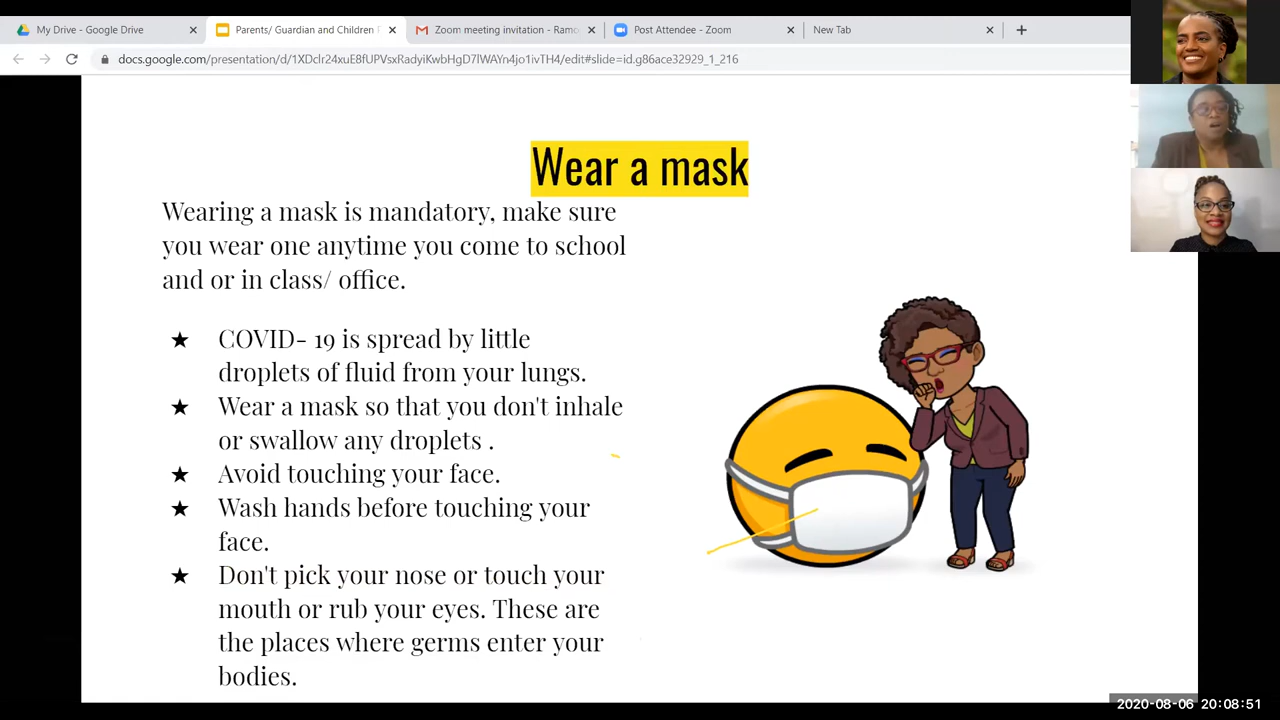 My Drive - Google Drive
Parents/ Guardian and Children F
Zoom meeting invitation - Ramo
Post Attendee - Zoom
New Tab
docs.google.com/presentation/d/1XDclr24xuE8fUPVsxRadyiKwbHgD7lWAYn4jo1ivTH4/edit#slide=id.g86ace32929_1_216
Wear a mask
Wearing a mask is mandatory, make sure
you wear one anytime you come to school
and or in class/ office.
★ COVID- 19 is spread by little
droplets of fluid from your lungs.
★ Wear a mask so that you don't inhale
or swallow any droplets .
★ Avoid touching your face.
★ Wash hands before touching your
face.
★ Don't pick your nose or touch your
mouth or rub your eyes. These are
the places where germs enter your
bodies.
2020-08-06 20:08:51